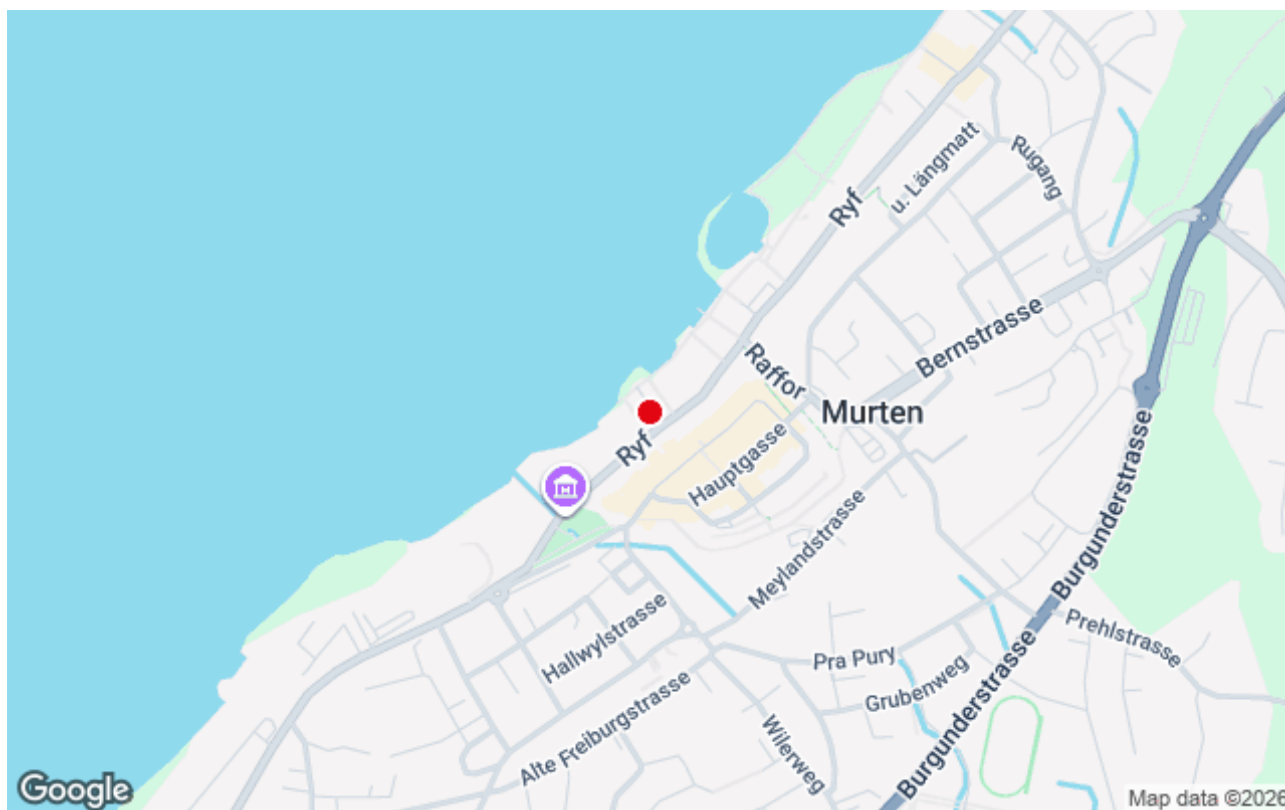 Rugang
u. Längmatt
Ryf
Bernstrasse
Raffor
Murten
Ryf
Hauptgasse
H
Meylandstrasse
Burgunderstrasse
Prehlstrasse
Hallwylstrasse
Pra Pury
Grubenweg
Alte Freiburgstrasse
Wilerweg
Burgunderstrasse
Google
Map data ©2026